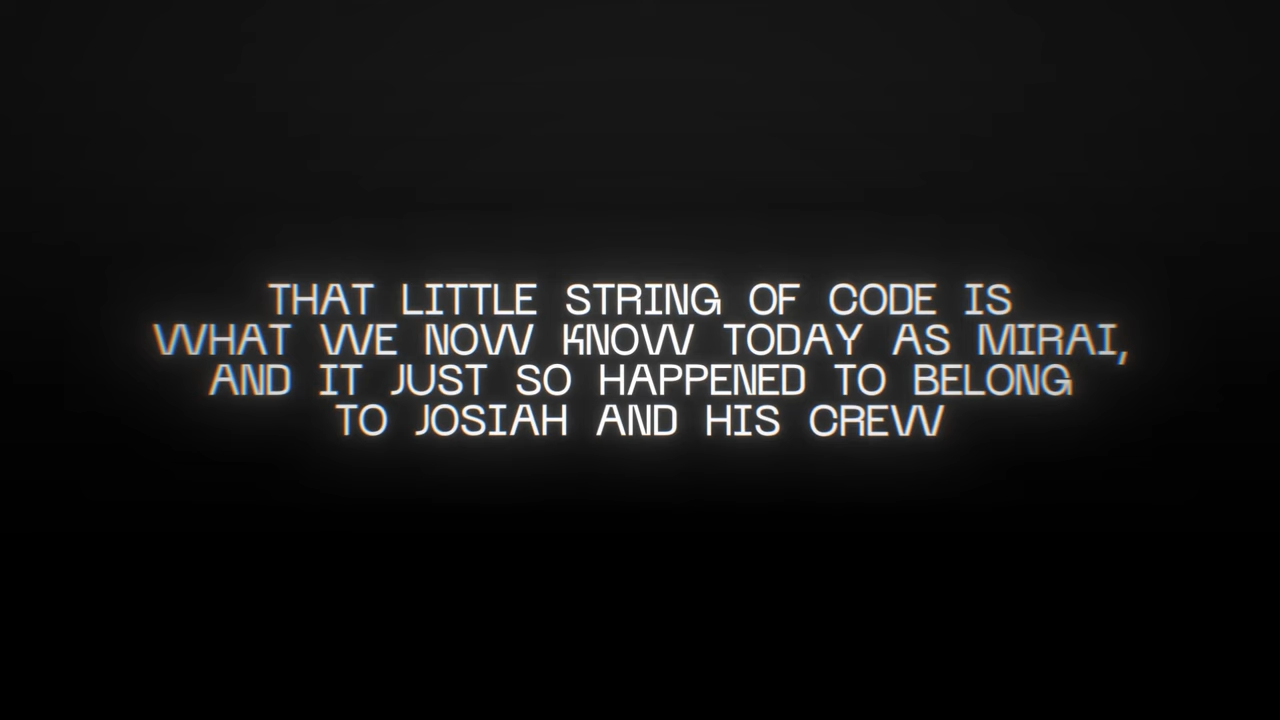 THAT LITTLE STRING OF CODE IS
WHAT WE NOW KNOW TODAY AS MIRAI,
AND IT JUST SO HAPPENED TO BELONG
TO JOSIAH AND HIS CREW